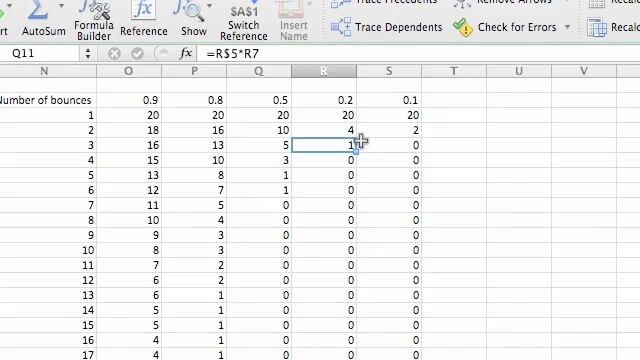 Trace Precedents Remove Arrows Reca
AutoSum Formula Builder Reference Show Switch Reference Insert Name Trace Dependents Check for Errors Recalc
Q11 fx =R$5*R7
N O P Q R S T U V
Number of bounces 0.9 0.8 0.5 0.2 0.1
1 20 20 20 20 20
2 18 16 10 4 2
3 16 13 5 1 0
4 15 10 3 0 0
5 13 8 1 0 0
6 12 7 1 0 0
7 11 5 0 0 0
8 10 4 0 0 0
9 9 3 0 0 0
10 8 3 0 0 0
11 7 2 0 0 0
12 6 2 0 0 0
13 6 1 0 0 0
14 5 1 0 0 0
15 5 1 0 0 0
16 4 1 0 0 0
17 4 1 0 0 0